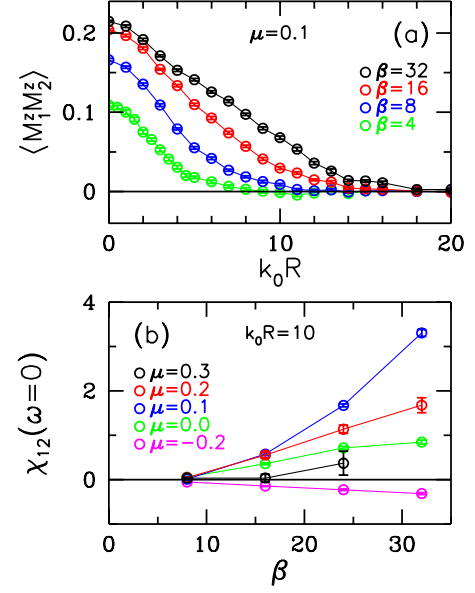 0.2
0.1
0
⟨M₁ᶻM₂ᶻ⟩
μ=0.1
(a)
β=32
β=16
β=8
β=4
0
10
20
k₀R
4
2
0
χ₁₂(ω=0)
(b)
k₀R=10
μ=0.3
μ=0.2
μ=0.1
μ=0.0
μ=−0.2
0
10
20
30
β